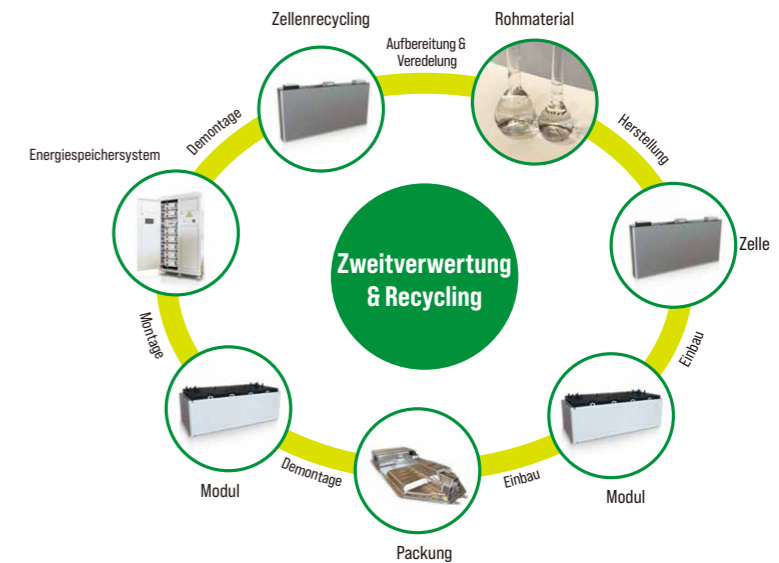 Zellenrecycling
Aufbereitung &
Veredelung
Rohmaterial
Herstellung
Zelle
Einbau
Modul
Einbau
Packung
Demontage
Modul
Montage
Energiespeichersystem
Demontage
Zweitverwertung
& Recycling